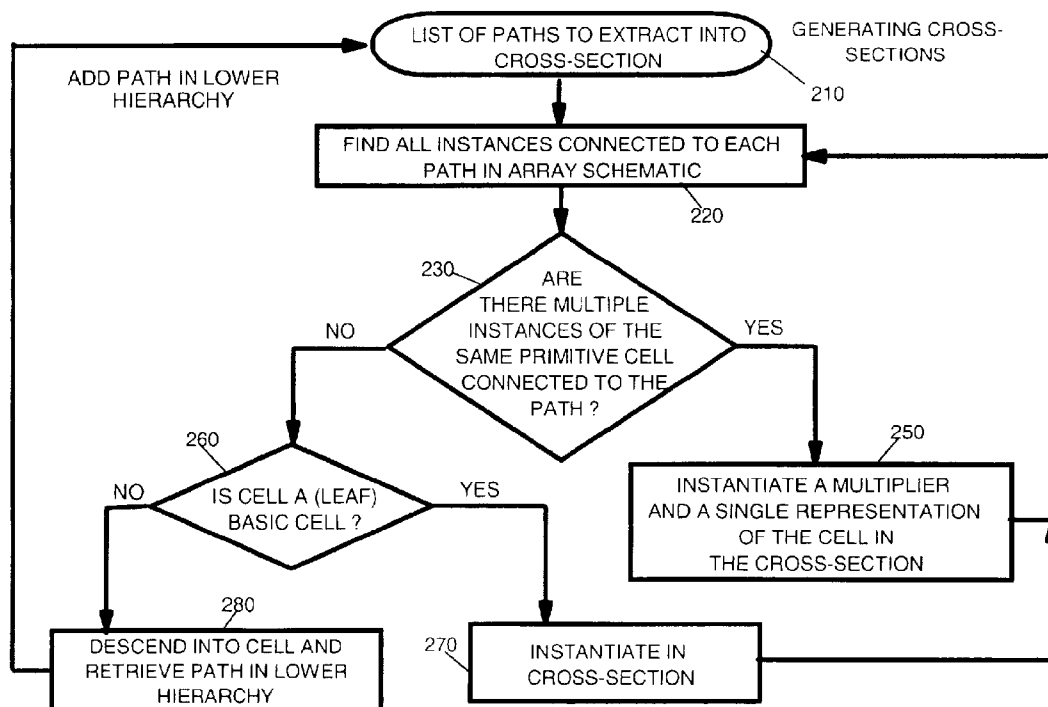 LIST OF PATHS TO EXTRACT INTO
CROSS-SECTION
GENERATING CROSS-
SECTIONS
210
ADD PATH IN LOWER
HIERARCHY
FIND ALL INSTANCES CONNECTED TO EACH
PATH IN ARRAY SCHEMATIC
220
230
ARE
THERE MULTIPLE
INSTANCES OF THE
SAME PRIMITIVE CELL
CONNECTED TO THE
PATH ?
NO
YES
260
IS CELL A (LEAF)
BASIC CELL ?
NO
YES
250
INSTANTIATE A MULTIPLIER
AND A SINGLE REPRESENTATION
OF THE CELL IN
THE CROSS-SECTION
280
DESCEND INTO CELL AND
RETRIEVE PATH IN LOWER
HIERARCHY
270
INSTANTIATE IN
CROSS-SECTION